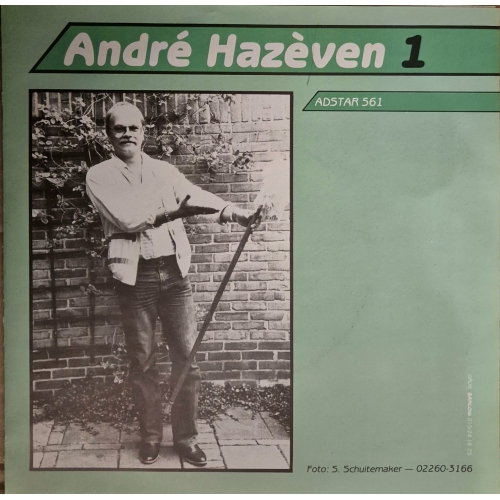 André Hazèven 1
ADSTAR 561
Foto: S. Schuitemaker — 02260-3166